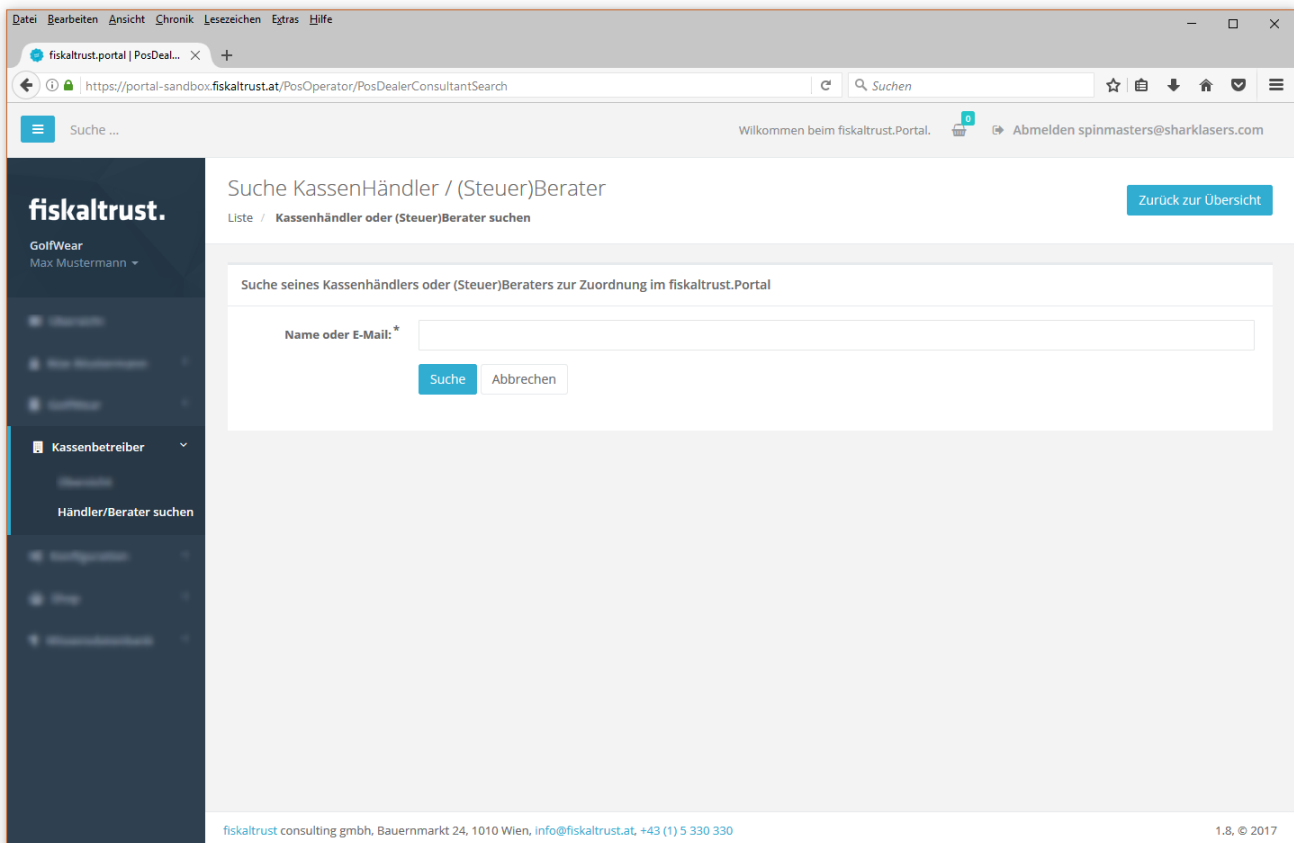 Datei Bearbeiten Ansicht Chronik Lesezeichen Extras Hilfe
fiskaltrust.portal | PosDeal...
https://portal-sandbox.fiskaltrust.at/PosOperator/PosDealerConsultantSearch
Suchen
Suche ...
Wilkommen beim fiskaltrust.Portal.
0
Abmelden spinmasters@sharklasers.com
fiskaltrust.
GolfWear
Max Mustermann
Kassenbetreiber
Händler/Berater suchen
Suche KassenHändler / (Steuer)Berater
Liste / Kassenhändler oder (Steuer)Berater suchen
Zurück zur Übersicht
Suche seines Kassenhändlers oder (Steuer)Beraters zur Zuordnung im fiskaltrust.Portal
Name oder E-Mail: *
Suche Abbrechen
fiskaltrust consulting gmbh, Bauernmarkt 24, 1010 Wien, info@fiskaltrust.at, +43 (1) 5 330 330
1.8, © 2017